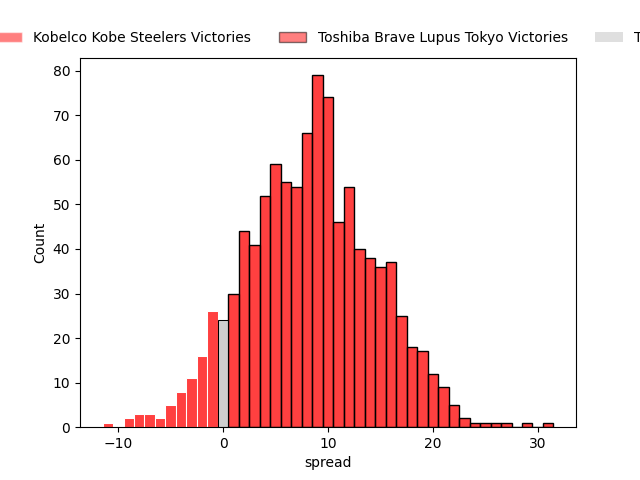 Kobelco Kobe Steelers Victories Toshiba Brave Lupus Tokyo Victories T
80
70
60
50
40
30
20
10
0
Count
−10 0 10 20 30
spread